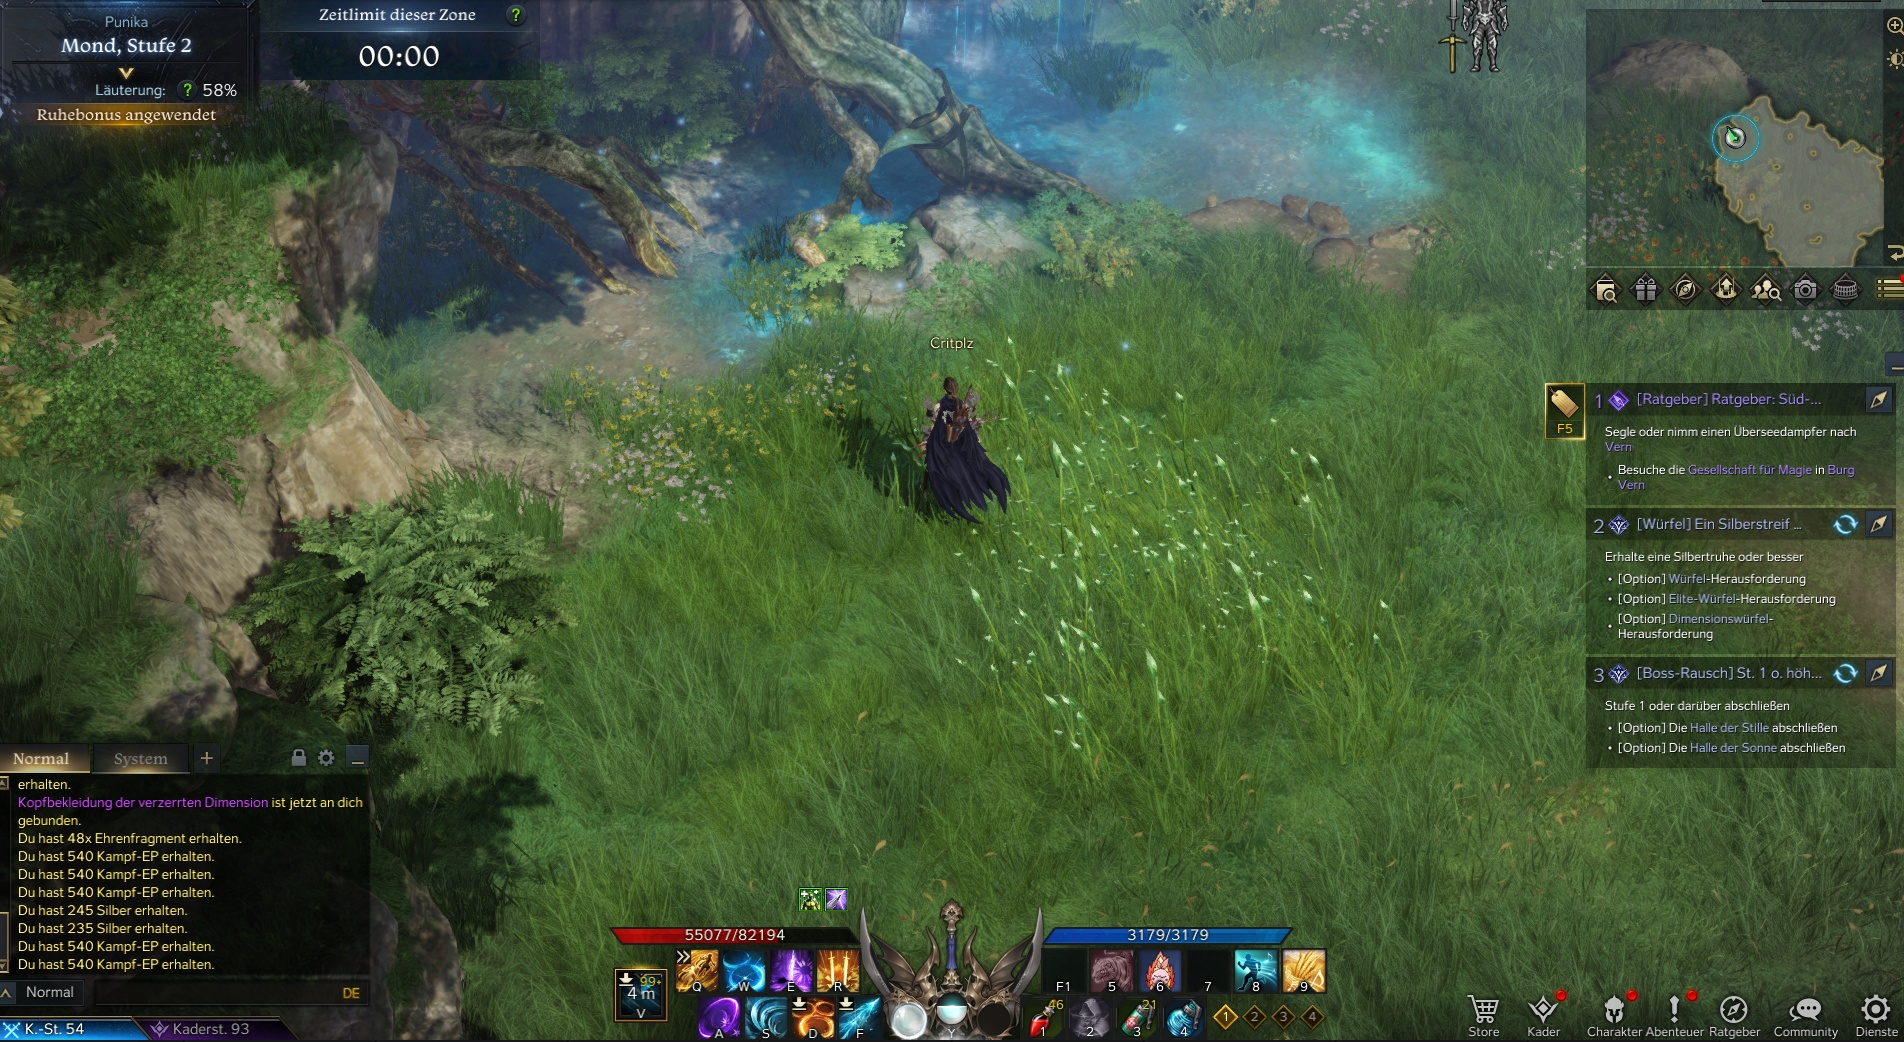 Punika
Mond, Stufe 2
Läuterung: ? 58%
Ruhebonus angewendet
Zeitlimit dieser Zone ?
00:00
Critplz
F5
1 [Ratgeber] Ratgeber: Süd-...
Segle oder nimm einen Überseedampfer nach
Vern
• Besuche die Gesellschaft für Magie in Burg
Vern
2 [Würfel] Ein Silberstreif ...
Erhalte eine Silbertruhe oder besser
• [Option] Würfel-Herausforderung
• [Option] Elite-Würfel-Herausforderung
• [Option] Dimensionswürfel-
Herausforderung
3 [Boss-Rausch] St. 1 o. höh...
Stufe 1 oder darüber abschließen
• [Option] Die Halle der Stille abschließen
• [Option] Die Halle der Sonne abschließen
Normal System +
erhalten.
Kopfbekleidung der verzerrten Dimension ist jetzt an dich
gebunden.
Du hast 48x Ehrenfragment erhalten.
Du hast 540 Kampf-EP erhalten.
Du hast 540 Kampf-EP erhalten.
Du hast 540 Kampf-EP erhalten.
Du hast 245 Silber erhalten.
Du hast 235 Silber erhalten.
Du hast 540 Kampf-EP erhalten.
Du hast 540 Kampf-EP erhalten.
Normal DE
K.-St. 54 Kaderst. 93
55077/82194 3179/3179
99+
4 m
V
Q W E R
A S D F
Y
F1 5 6 7 8 F9
46 21
1 2 3 4
1 2 3 4
Store Kader Charakter Abenteuer Ratgeber Community Dienste